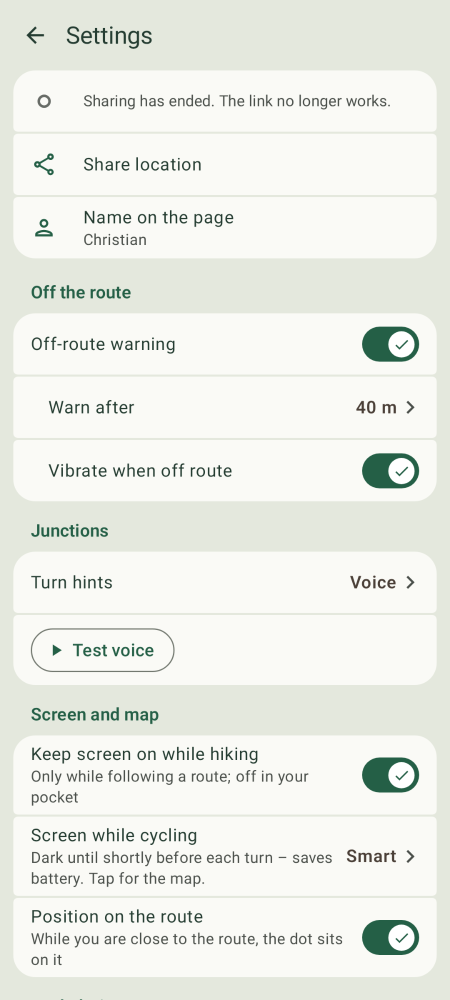 Settings
Sharing has ended. The link no longer works.
Share location
Name on the page
Christian
Off the route
Off-route warning
Warn after
40 m
Vibrate when off route
Junctions
Turn hints
Voice
Test voice
Screen and map
Keep screen on while hiking
Only while following a route; off in your
pocket
Screen while cycling
Dark until shortly before each turn – saves
battery. Tap for the map.
Smart
Position on the route
While you are close to the route, the dot sits
on it